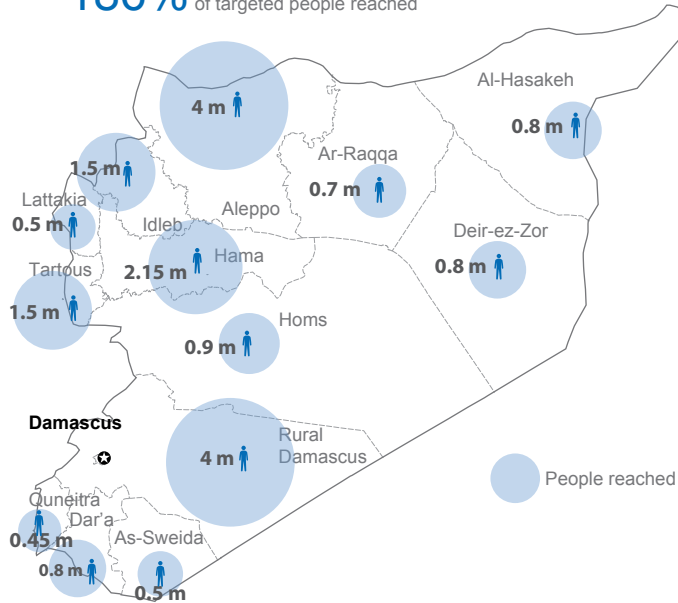 of targeted people reached
Al-Hasakeh
4 m
0.8 m
Ar-Raqqa
1.5 m
0.7 m
Lattakia
Aleppo
0.5 m
Idleb
Deir-ez-Zor
Hama
Tartous
2.15 m
0.8 m
1.5 m
Homs
0.9 m
Damascus
Rural
Damascus
4 m
People reached
Quneitra
Dar'a
As-Sweida
0.45 m
0.8 m
0.5 m